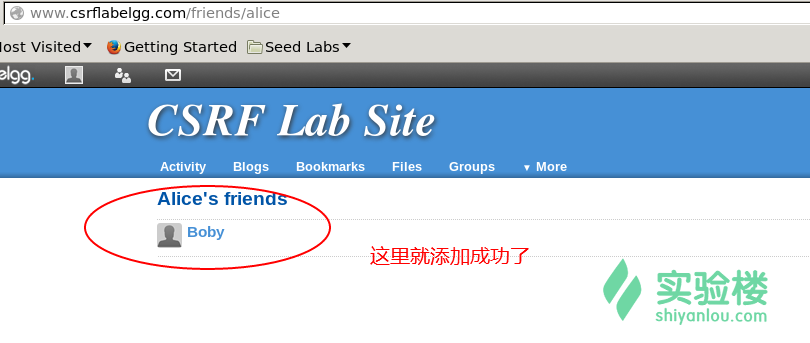 www.csrflabelgg.com/friends/alice
ost Visited Getting Started Seed Labs
elgg.
CSRF Lab Site
Activity Blogs Bookmarks Files Groups ▼ More
Alice's friends
Boby
这里就添加成功了
实验楼
shiyanlou.com